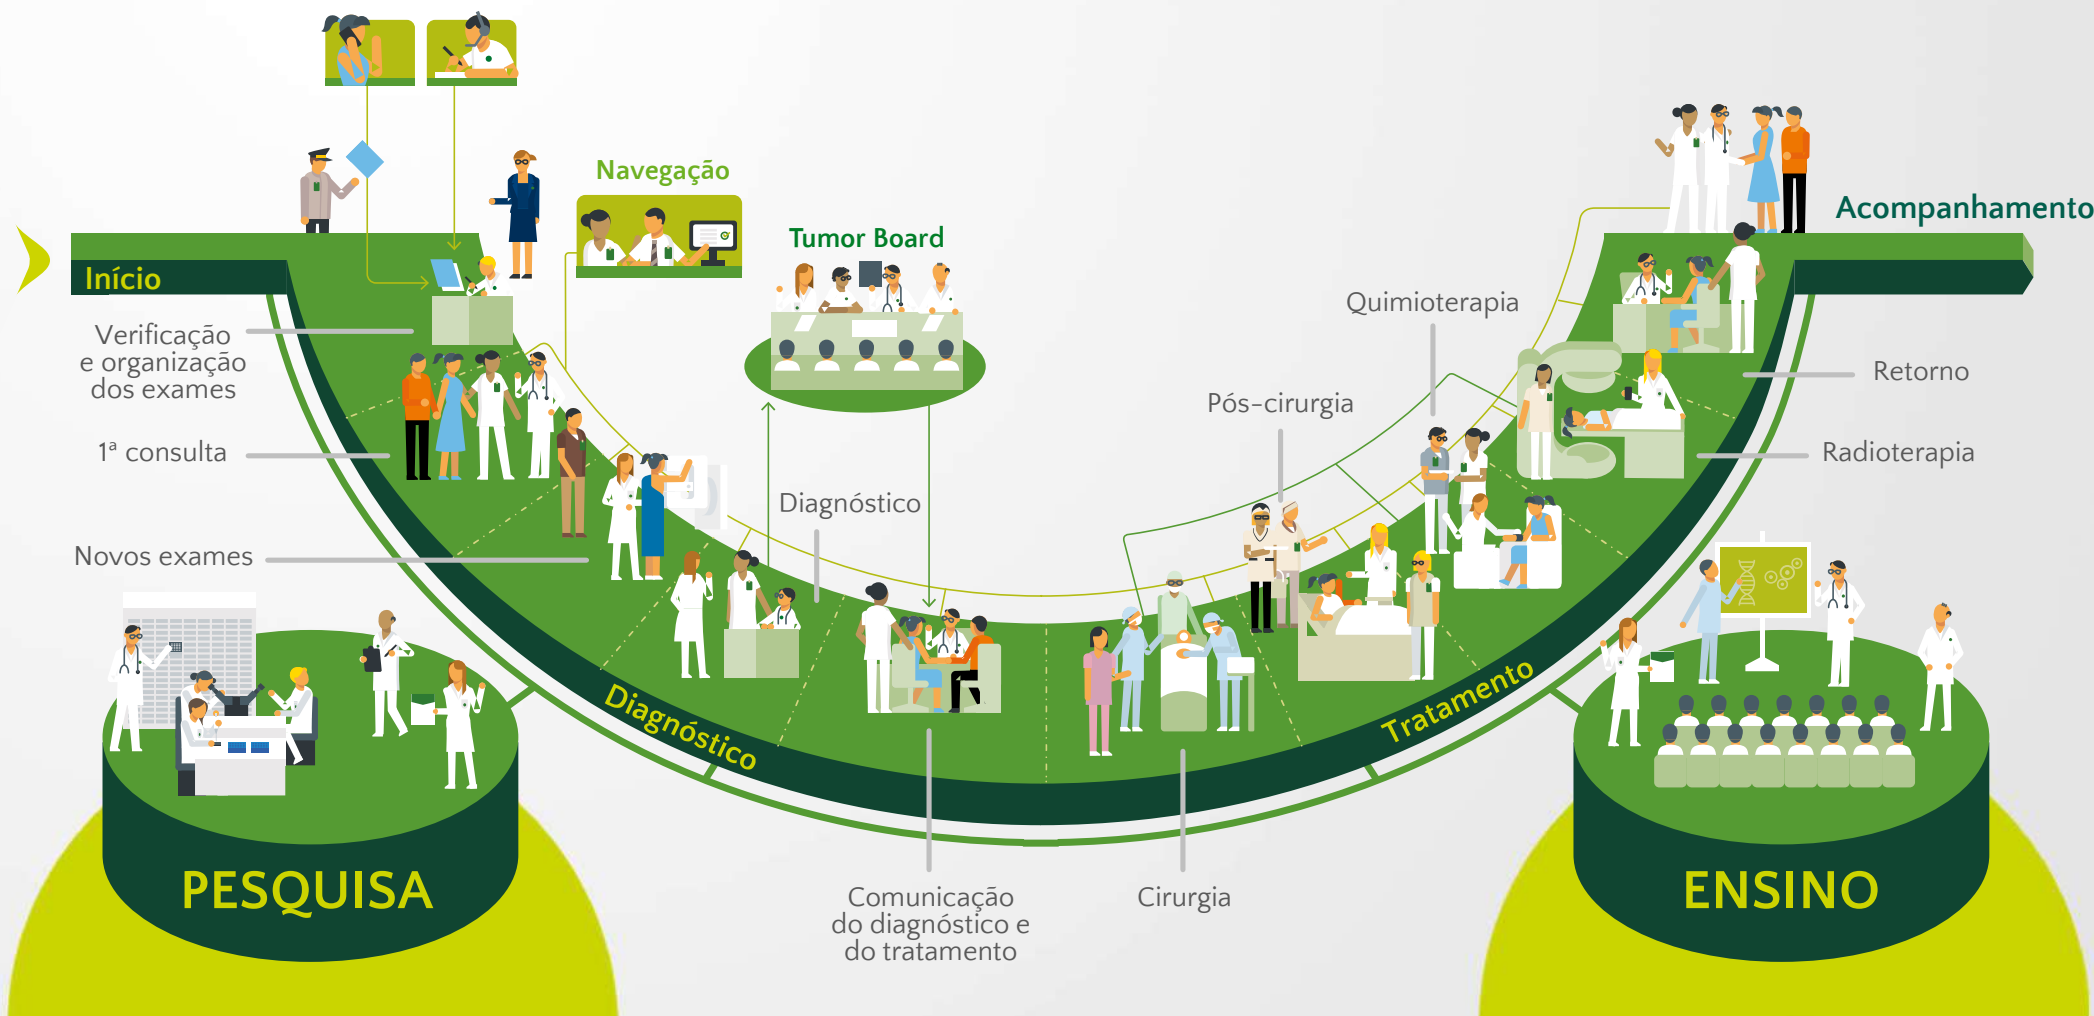 Navegação
Tumor Board
Acompanhamento
Início
Verificação
e organização
dos exames
1ª consulta
Novos exames
Diagnóstico
Diagnóstico
Comunicação
do diagnóstico e
do tratamento
Cirurgia
Pós-cirurgia
Quimioterapia
Radioterapia
Retorno
Tratamento
PESQUISA
ENSINO